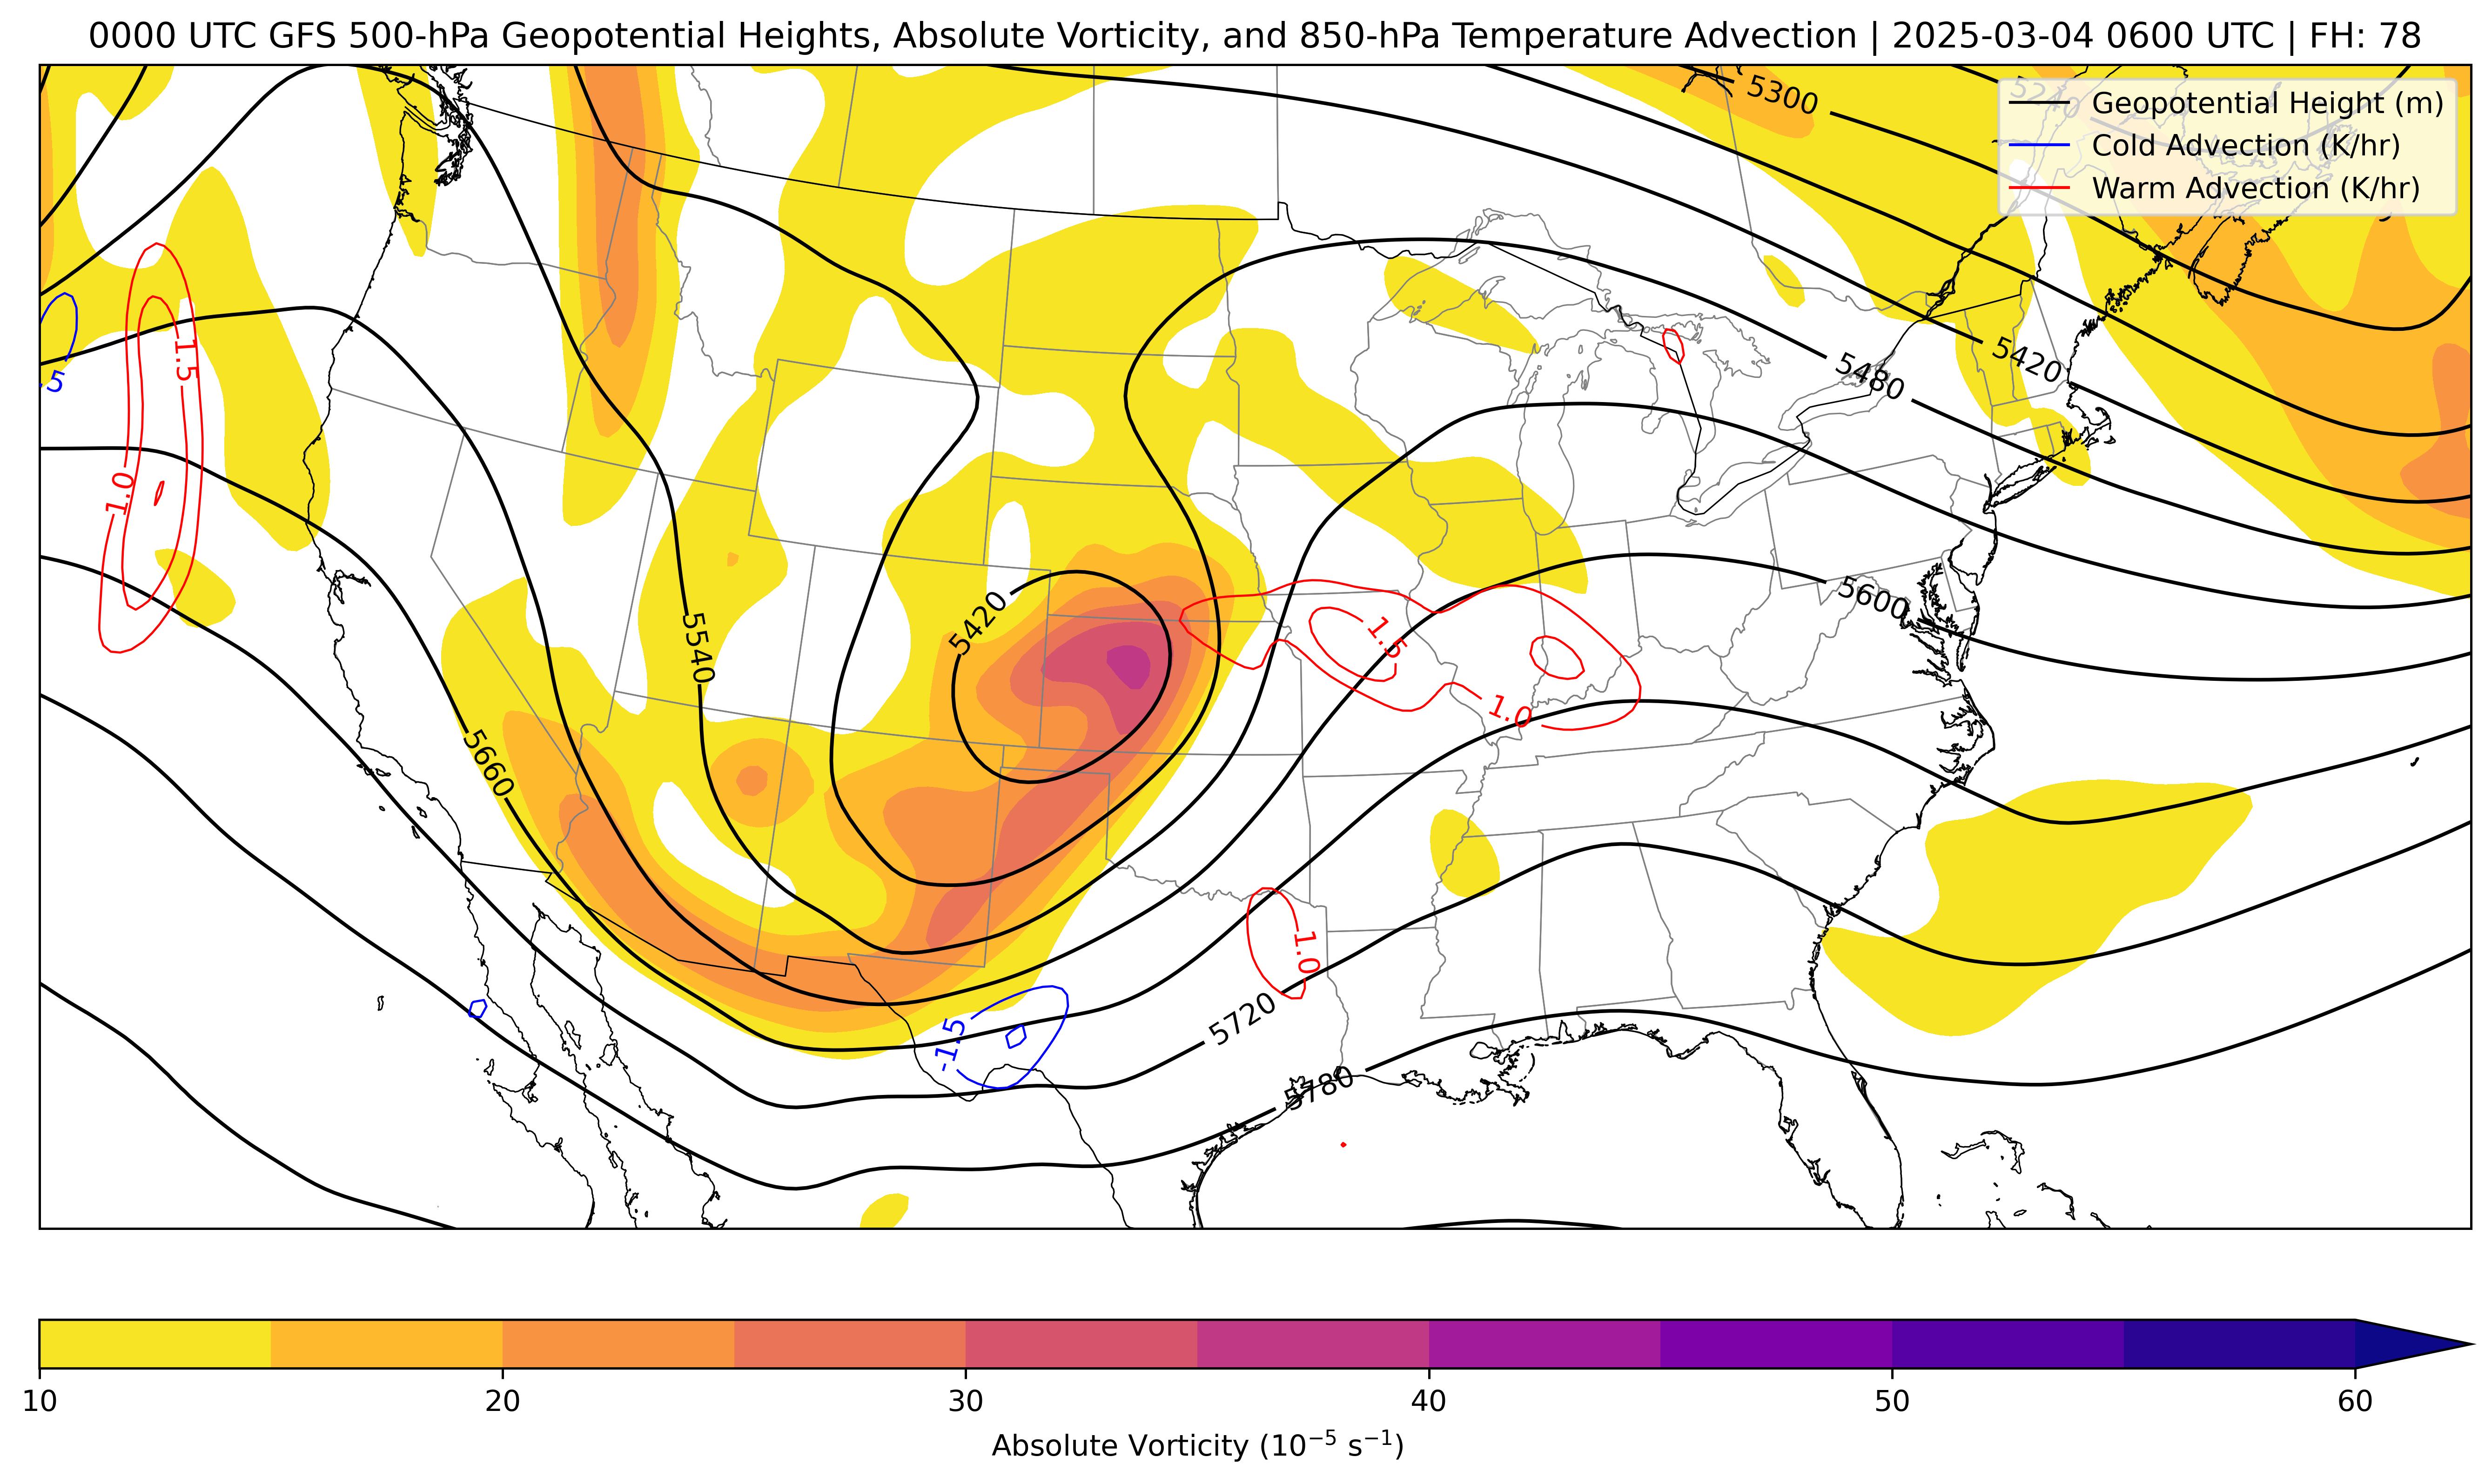 0000 UTC GFS 500-hPa Geopotential Heights, Absolute Vorticity, and 850-hPa Temperature Advection | 2025-03-04 0600 UTC | FH: 78
5300
5240
Geopotential Height (m)
Cold Advection (K/hr)
Warm Advection (K/hr)
1.5
.5
5420
5480
1.0
5600
5420
1.5
5540
1.0
5660
1.0
5720
-1.5
5780
10 20 30 40 50 60
Absolute Vorticity (10⁻⁵ s⁻¹)